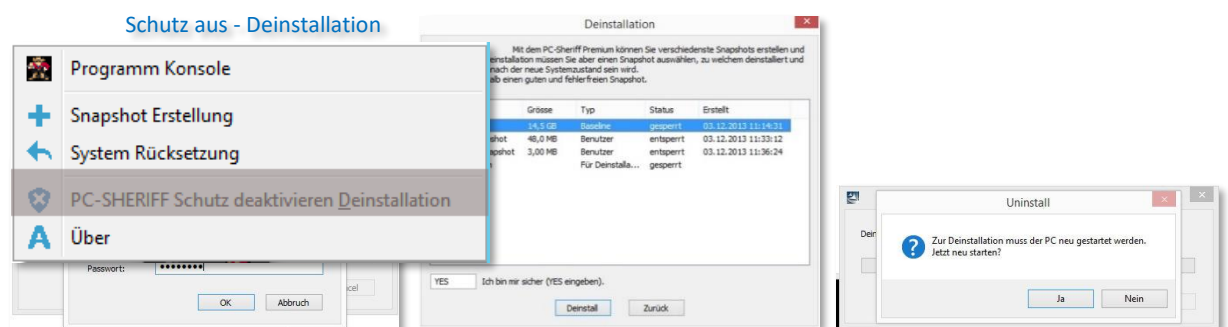 Schutz aus - Deinstallation
Programm Konsole
Snapshot Erstellung
System Rücksetzung
PC-SHERIFF Schutz deaktivieren Deinstallation
Über
Passwort: ••••••••
OK Abbruch
cel
Deinstallation
Mit dem PC-Sheriff Premium können Sie verschiedenste Snapshots erstellen und
einstallation müssen Sie aber einen Snapshot auswählen, zu welchem deinstalliert und
nach der neue Systemzustand sein wird.
alb einen guten und fehlerfreien Snapshot.
Grösse Typ Status Erstellt
14,5 GB Baseline gesperrt 03.12.2013 11:14:31
shot 48,0 MB Benutzer entsperrt 03.12.2013 11:33:12
apshot 3,00 MB Benutzer entsperrt 03.12.2013 11:36:24
Für Deinstalla... gesperrt
YES Ich bin mir sicher (YES eingeben).
Deinstall Zurück
Uninstall
Dein
Zur Deinstallation muss der PC neu gestartet werden.
Jetzt neu starten?
Ja Nein